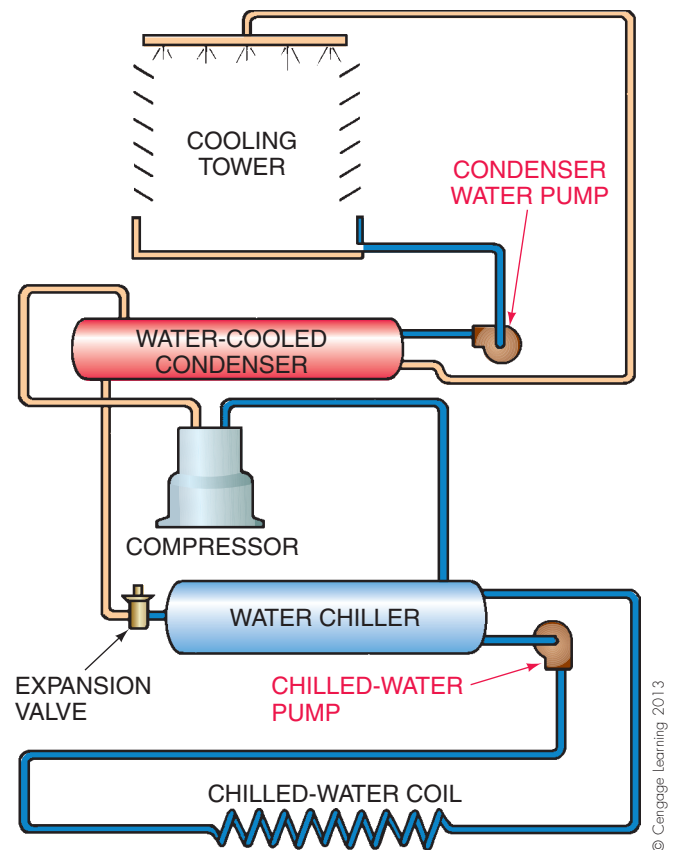 COOLING
TOWER
CONDENSER
WATER PUMP
WATER-COOLED
CONDENSER
COMPRESSOR
WATER CHILLER
EXPANSION
VALVE
CHILLED-WATER
PUMP
CHILLED-WATER COIL
© Cengage Learning 2013